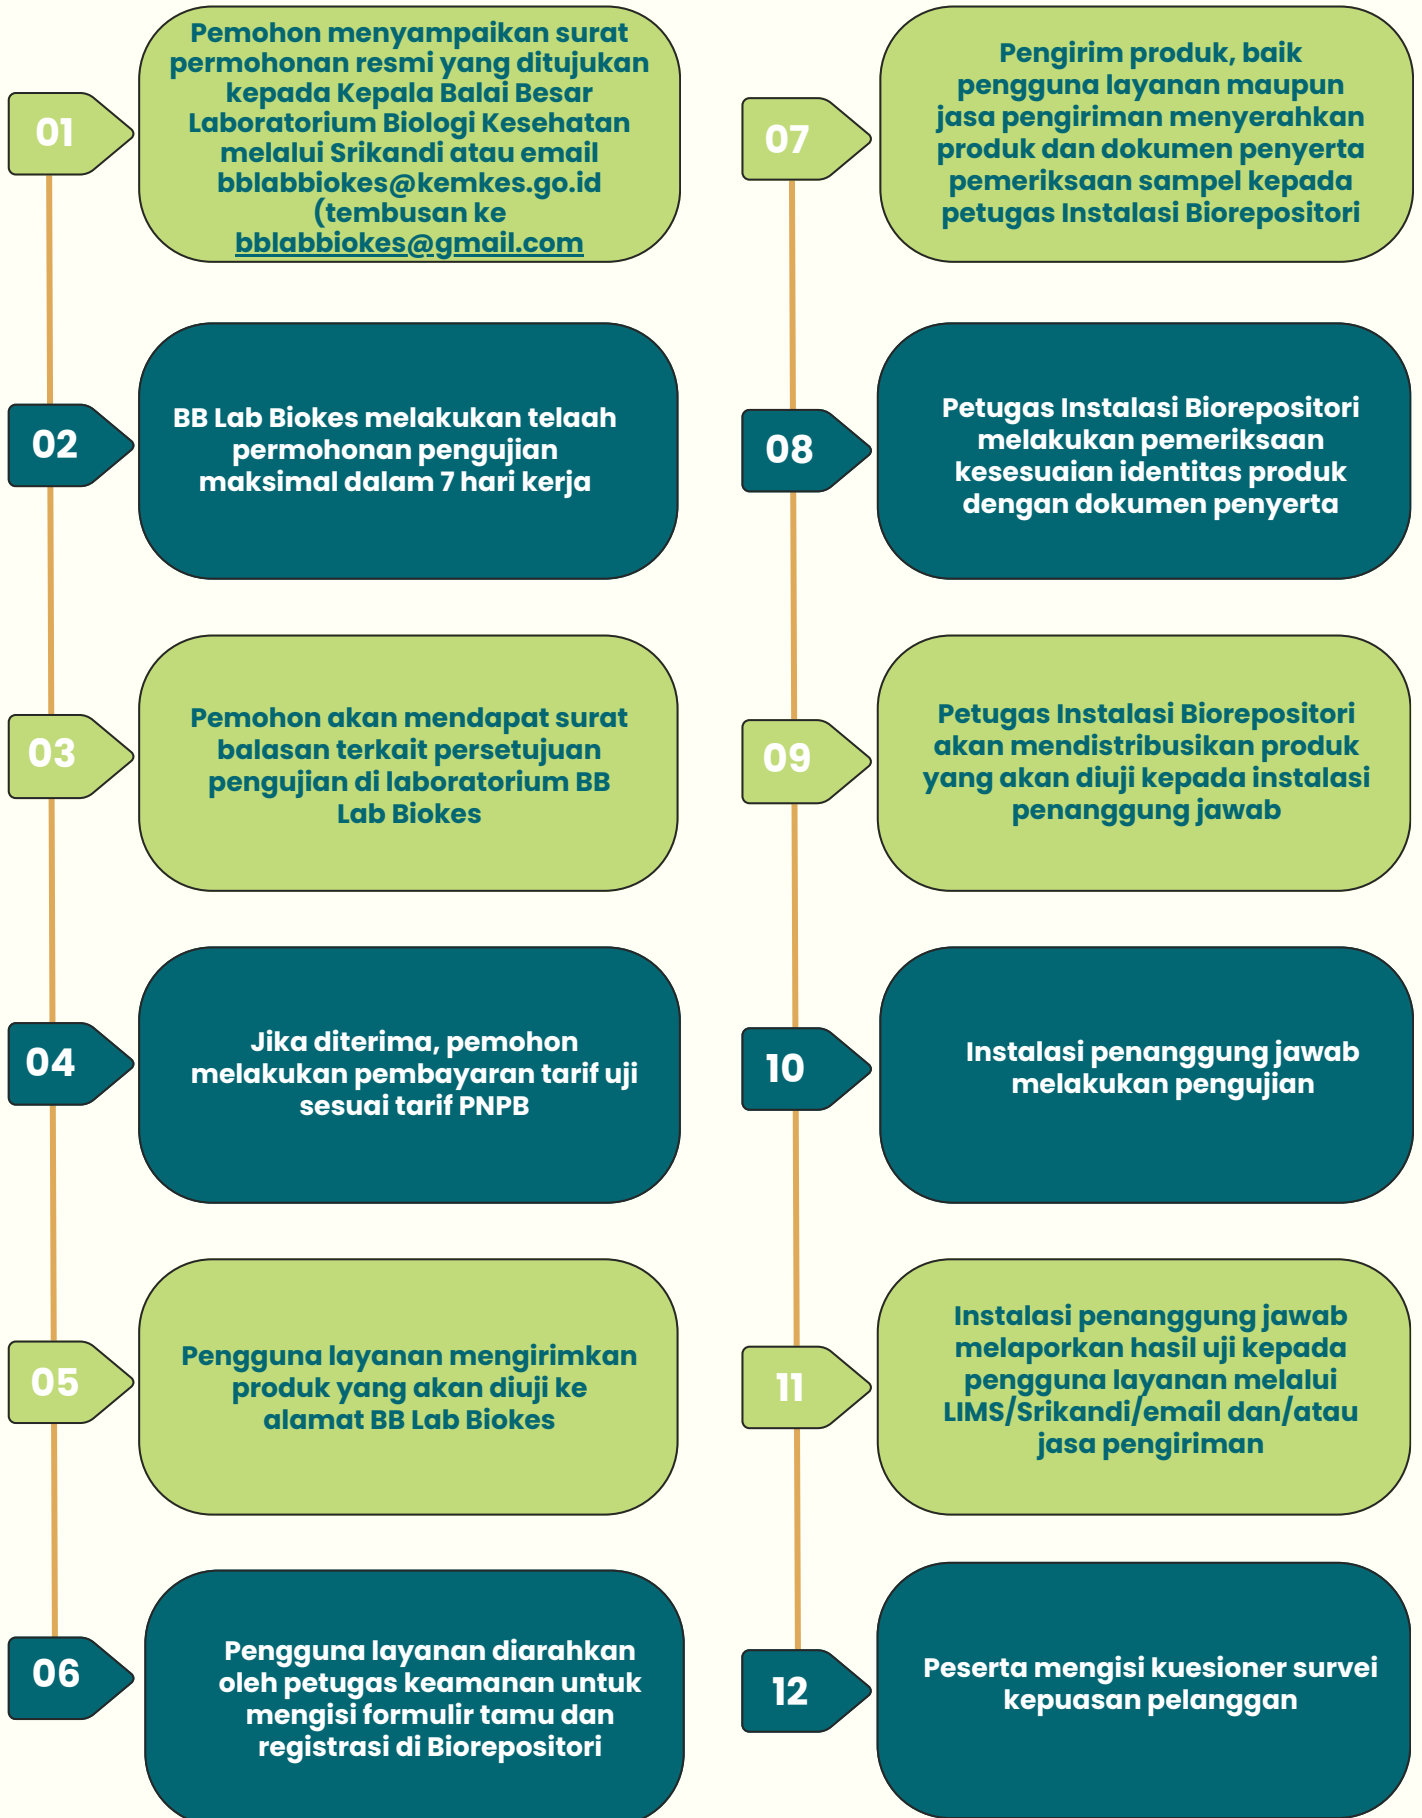 01
Pemohon menyampaikan surat
permohonan resmi yang ditujukan
kepada Kepala Balai Besar
Laboratorium Biologi Kesehatan
melalui Srikandi atau email
bblabbiokes@kemkes.go.id
(tembusan ke
bblabbiokes@gmail.com
02
BB Lab Biokes melakukan telaah
permohonan pengujian
maksimal dalam 7 hari kerja
03
Pemohon akan mendapat surat
balasan terkait persetujuan
pengujian di laboratorium BB
Lab Biokes
04
Jika diterima, pemohon
melakukan pembayaran tarif uji
sesuai tarif PNPB
05
Pengguna layanan mengirimkan
produk yang akan diuji ke
alamat BB Lab Biokes
06
Pengguna layanan diarahkan
oleh petugas keamanan untuk
mengisi formulir tamu dan
registrasi di Biorepositori
07
Pengirim produk, baik
pengguna layanan maupun
jasa pengiriman menyerahkan
produk dan dokumen penyerta
pemeriksaan sampel kepada
petugas Instalasi Biorepositori
08
Petugas Instalasi Biorepositori
melakukan pemeriksaan
kesesuaian identitas produk
dengan dokumen penyerta
09
Petugas Instalasi Biorepositori
akan mendistribusikan produk
yang akan diuji kepada instalasi
penanggung jawab
10
Instalasi penanggung jawab
melakukan pengujian
11
Instalasi penanggung jawab
melaporkan hasil uji kepada
pengguna layanan melalui
LIMS/Srikandi/email dan/atau
jasa pengiriman
12
Peserta mengisi kuesioner survei
kepuasan pelanggan